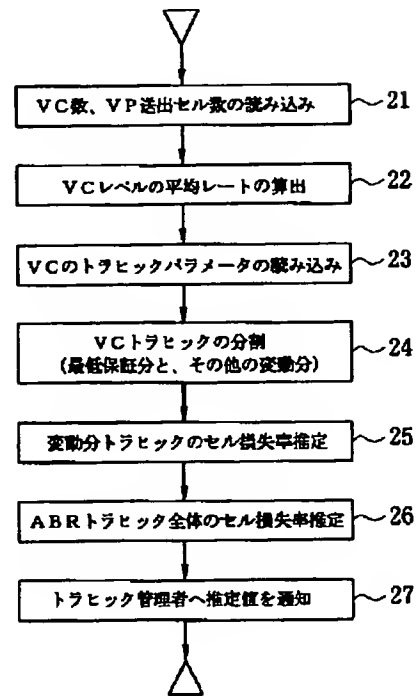 VC数、VP送出セル数の読み込み 21
VCレベルの平均レートの算出 22
VCのトラヒックパラメータの読み込み 23
VCトラヒックの分割
(最低保証分と、その他の変動分) 24
変動分トラヒックのセル損失率推定 25
ABRトラヒック全体のセル損失率推定 26
トラヒック管理者へ推定値を通知 27